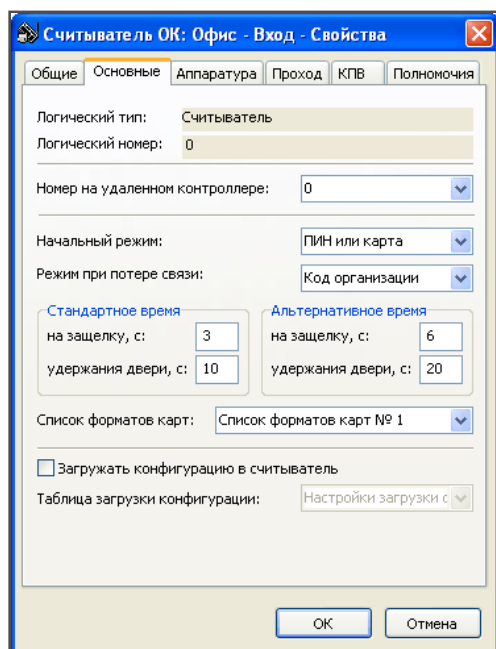 Считыватель ОК: Офис - Вход - Свойства
Общие Основные Аппаратура Проход КПВ Полномочия
Логический тип: Считыватель
Логический номер: 0
Номер на удаленном контроллере: 0
Начальный режим: ПИН или карта
Режим при потере связи: Код организации
Стандартное время Альтернативное время
на защелку, с: 3 на защелку, с: 6
удержания двери, с: 10 удержания двери, с: 20
Список форматов карт: Список форматов карт № 1
Загружать конфигурацию в считыватель
Таблица загрузки конфигурации: Настройки загрузки с
ОК Отмена